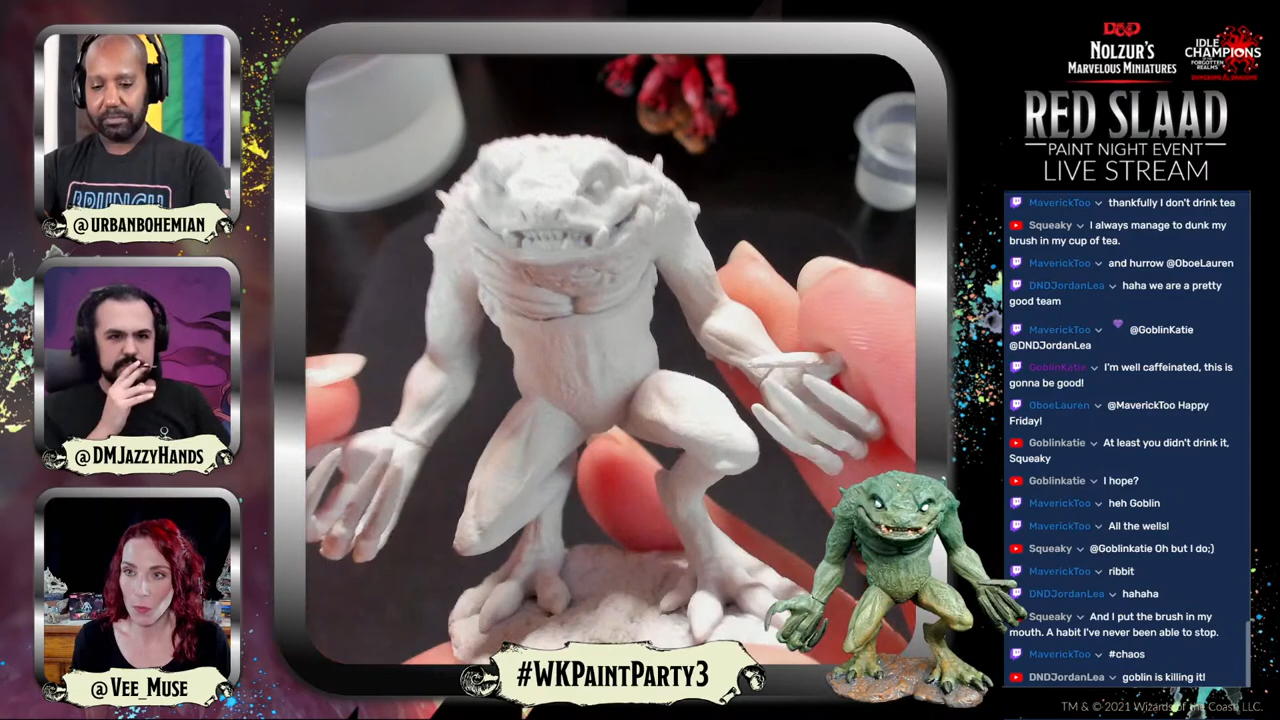 BRUNCH
@URBANBOHEMIAN
@DMJAZZYHANDS
@VEE_MUSE
#WKPAINTPARTY3
D&D
NOLZUR'S
MARVELOUS MINIATURES
IDLE
CHAMPIONS
OF THE
FORGOTTEN
REALMS
DUNGEONS & DRAGONS
RED SLAAD
PAINT NIGHT EVENT
LIVE STREAM
MaverickToo thankfully I don't drink tea
Squeaky I always manage to dunk my
brush in my cup of tea.
MaverickToo and hurrow @OboeLauren
DNDJordanLea haha we are a pretty
good team
MaverickToo @GoblinKatie
@DNDJordanLea
GoblinKatie I'm well caffeinated, this is
gonna be good!
OboeLauren @MaverickToo Happy
Friday!
Goblinkatie At least you didn't drink it,
Squeaky
Goblinkatie I hope?
MaverickToo heh Goblin
MaverickToo All the wells!
Squeaky @Goblinkatie Oh but I do;)
MaverickToo ribbit
DNDJordanLea hahaha
Squeaky And I put the brush in my
mouth. A habit I've never been able to stop.
MaverickToo #chaos
DNDJordanLea goblin is killing it!
TM & © 2021 Wizards of the Coast LLC.